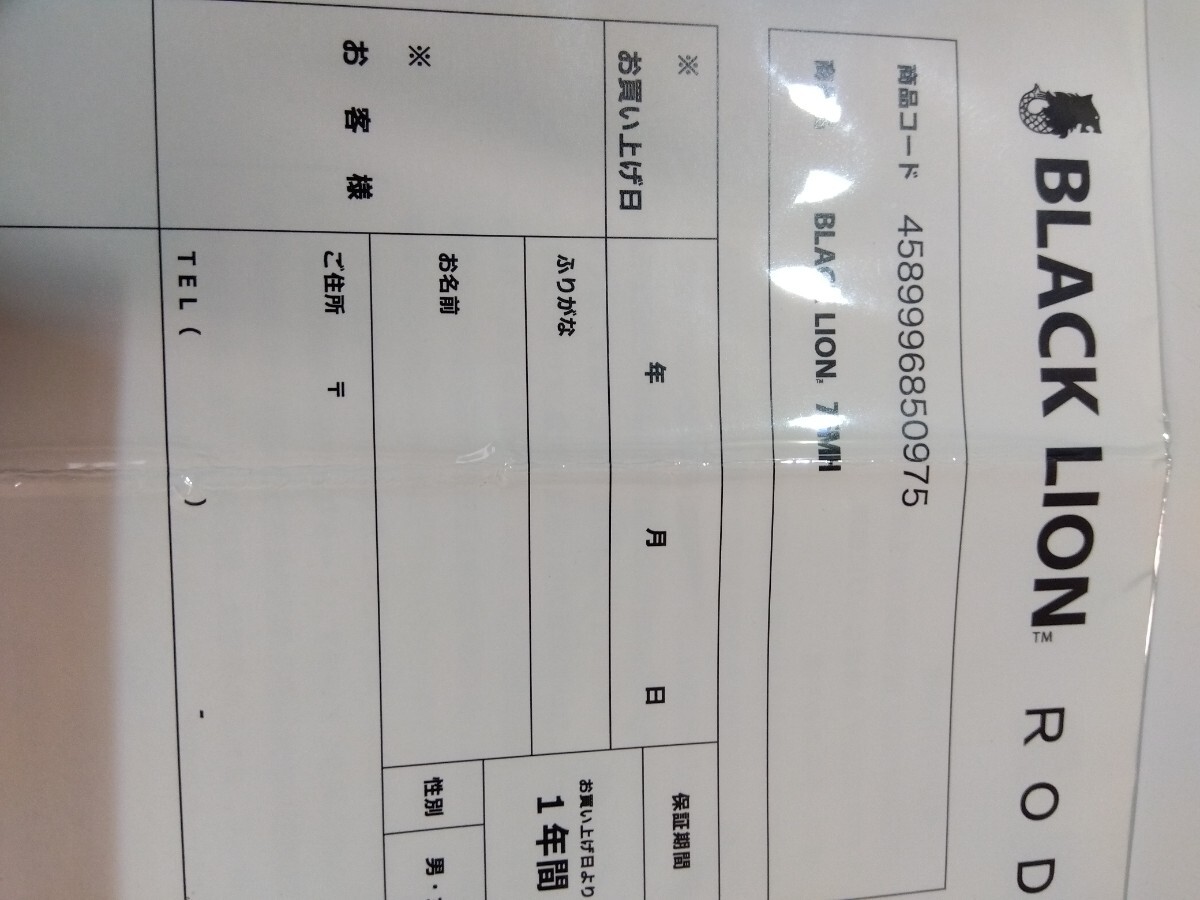 BLACK LION™ ROD
商品コード 4589996850975
BLACK LION™
※
お買い上げ日
年 月 日
保証期間
お買い上げ日より
1年間
※
お客様
ふりがな
お名前
性別
男・
ご住所 〒
TEL ( ) -